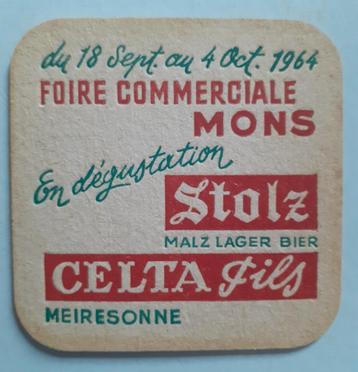 du 18 Sept. au 4 Oct. 1964
FOIRE COMMERCIALE
MONS
En dégustation
Stolz
MALZ LAGER BIER
CELTA Pils
MEIRESONNE